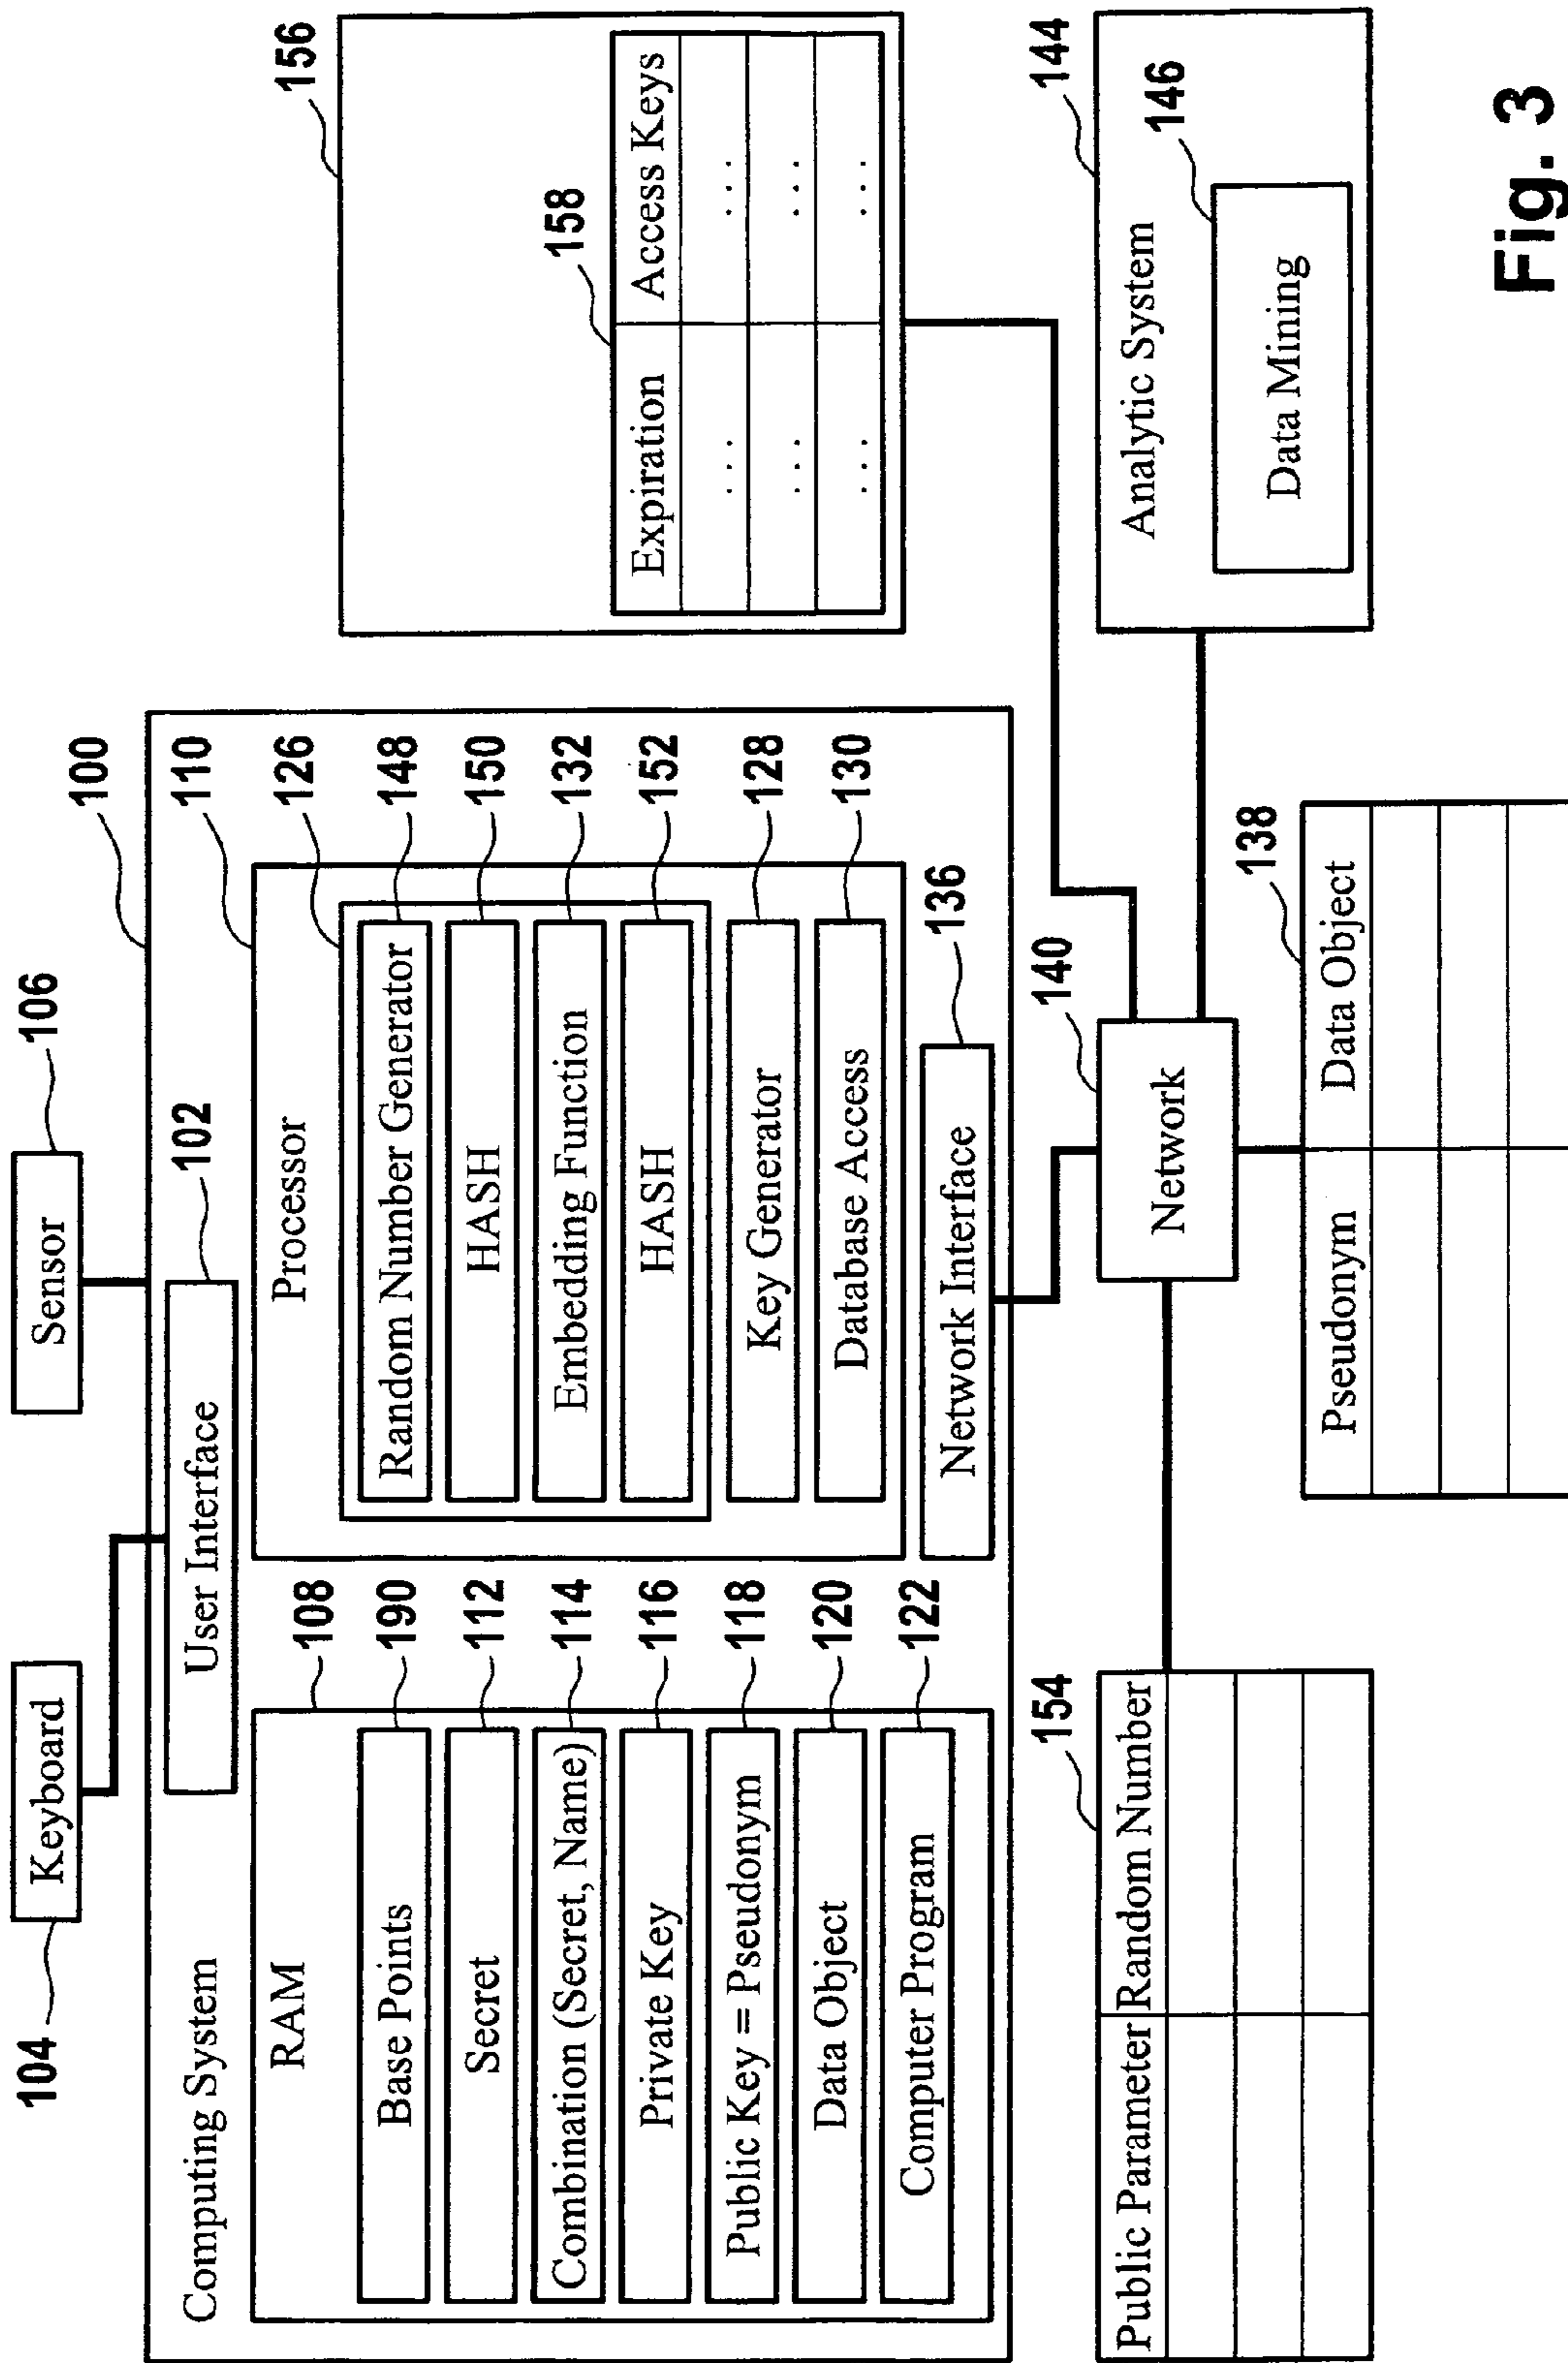 104
Keyboard
Sensor
106
Computing System
User Interface
102
100
RAM
108
Base Points
190
Secret
112
Combination (Secret, Name)
114
Private Key
116
Public Key = Pseudonym
118
Data Object
120
Computer Program
122
Processor
110
126
Random Number Generator
148
HASH
150
Embedding Function
132
HASH
152
Key Generator
128
Database Access
130
Network Interface
136
156
158
Expiration
Access Keys
... ...
... ...
... ...
154
Public Parameter
Random Number
Network
140
Pseudonym
Data Object
138
Analytic System
144
Data Mining
146
Fig. 3